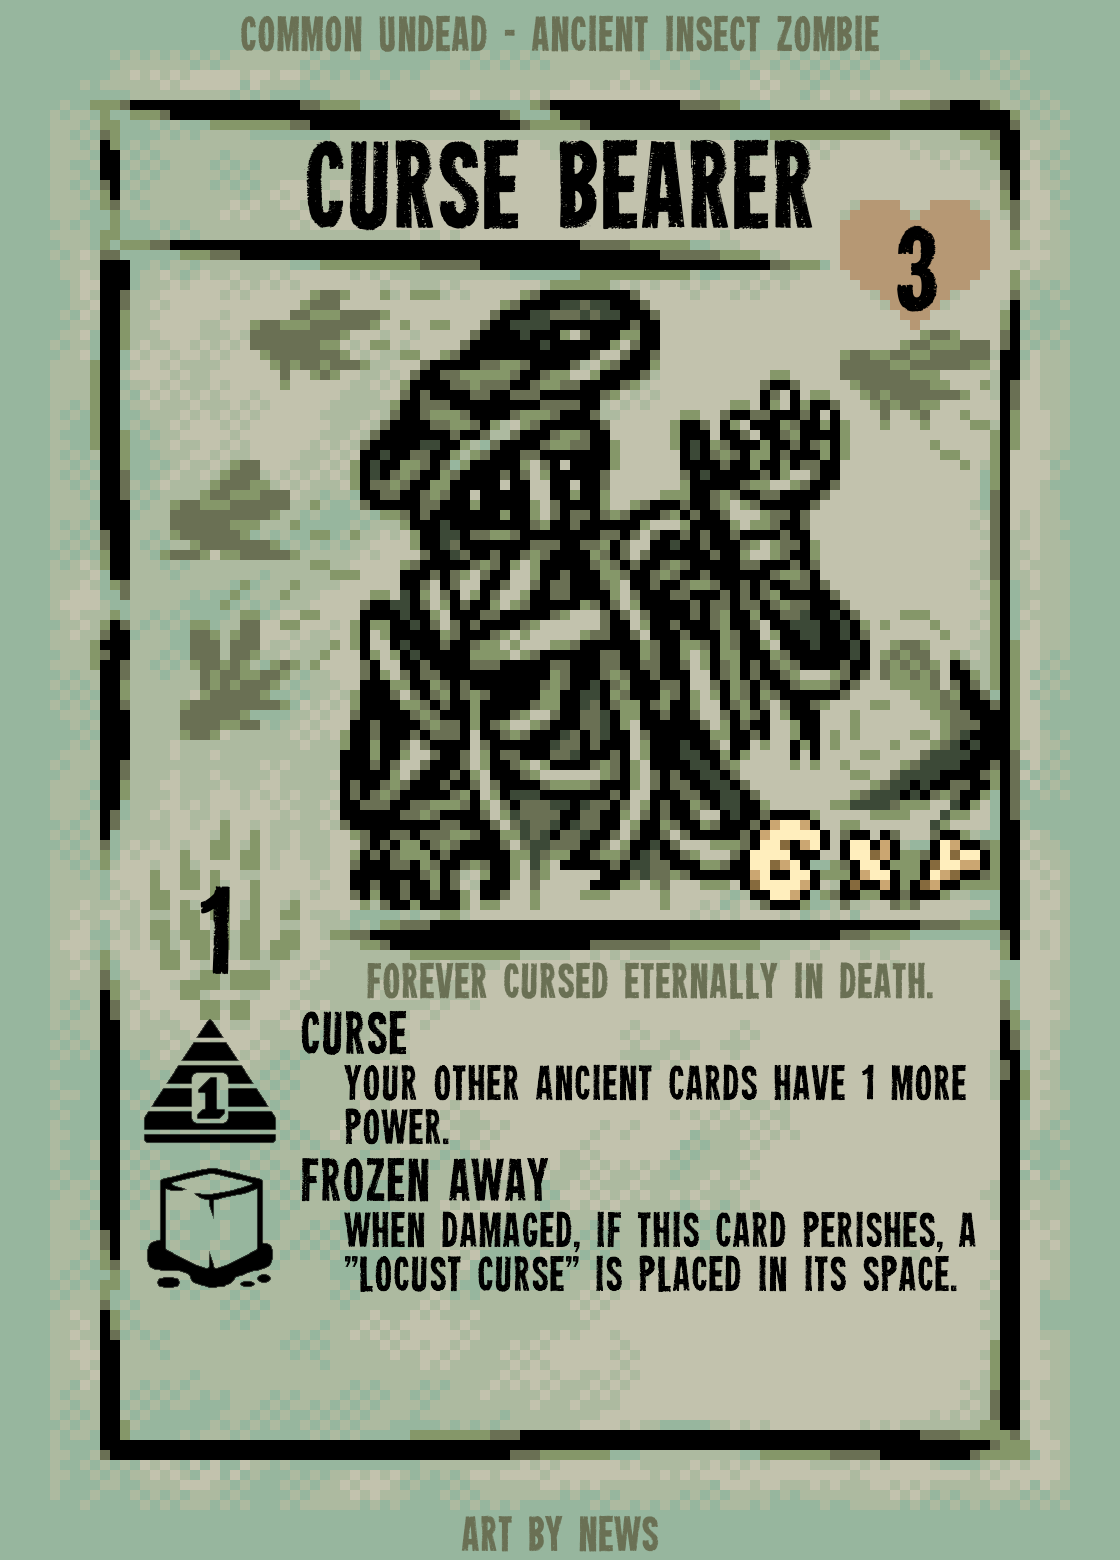 COMMON UNDEAD - ANCIENT INSECT ZOMBIE
CURSE BEARER
3
6 X
1
FOREVER CURSED ETERNALLY IN DEATH.
CURSE
1
YOUR OTHER ANCIENT CARDS HAVE 1 MORE
POWER.
FROZEN AWAY
WHEN DAMAGED, IF THIS CARD PERISHES, A
"LOCUST CURSE" IS PLACED IN ITS SPACE.
ART BY NEWS